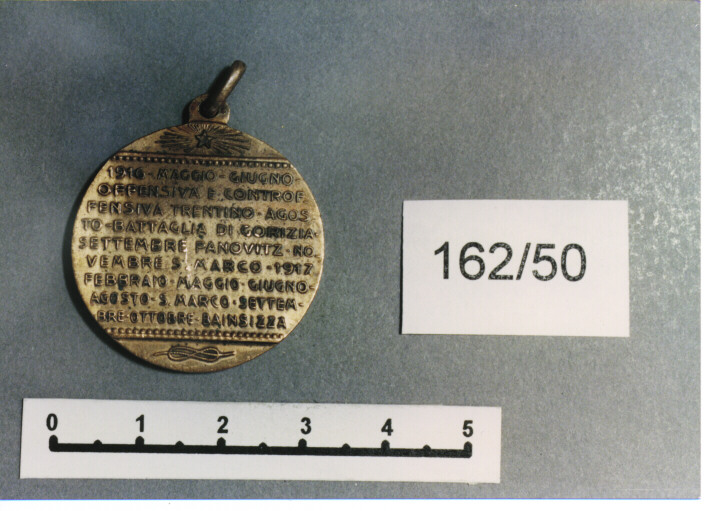 1916 · MAGGIO · GIUGNO ·
OFFENSIVA E CONTROF
FENSIVA TRENTINO · AGOS
TO · BATTAGLIA DI GORIZIA ·
SETTEMBRE PANOVITZ · NO
VEMBRE S. MARCO · 1917
FEBBRAIO · MAGGIO · GIUGNO ·
AGOSTO · S. MARCO · SETTEM ·
BRE · OTTOBRE · BAINSIZZA
162/50
0 1 2 3 4 5